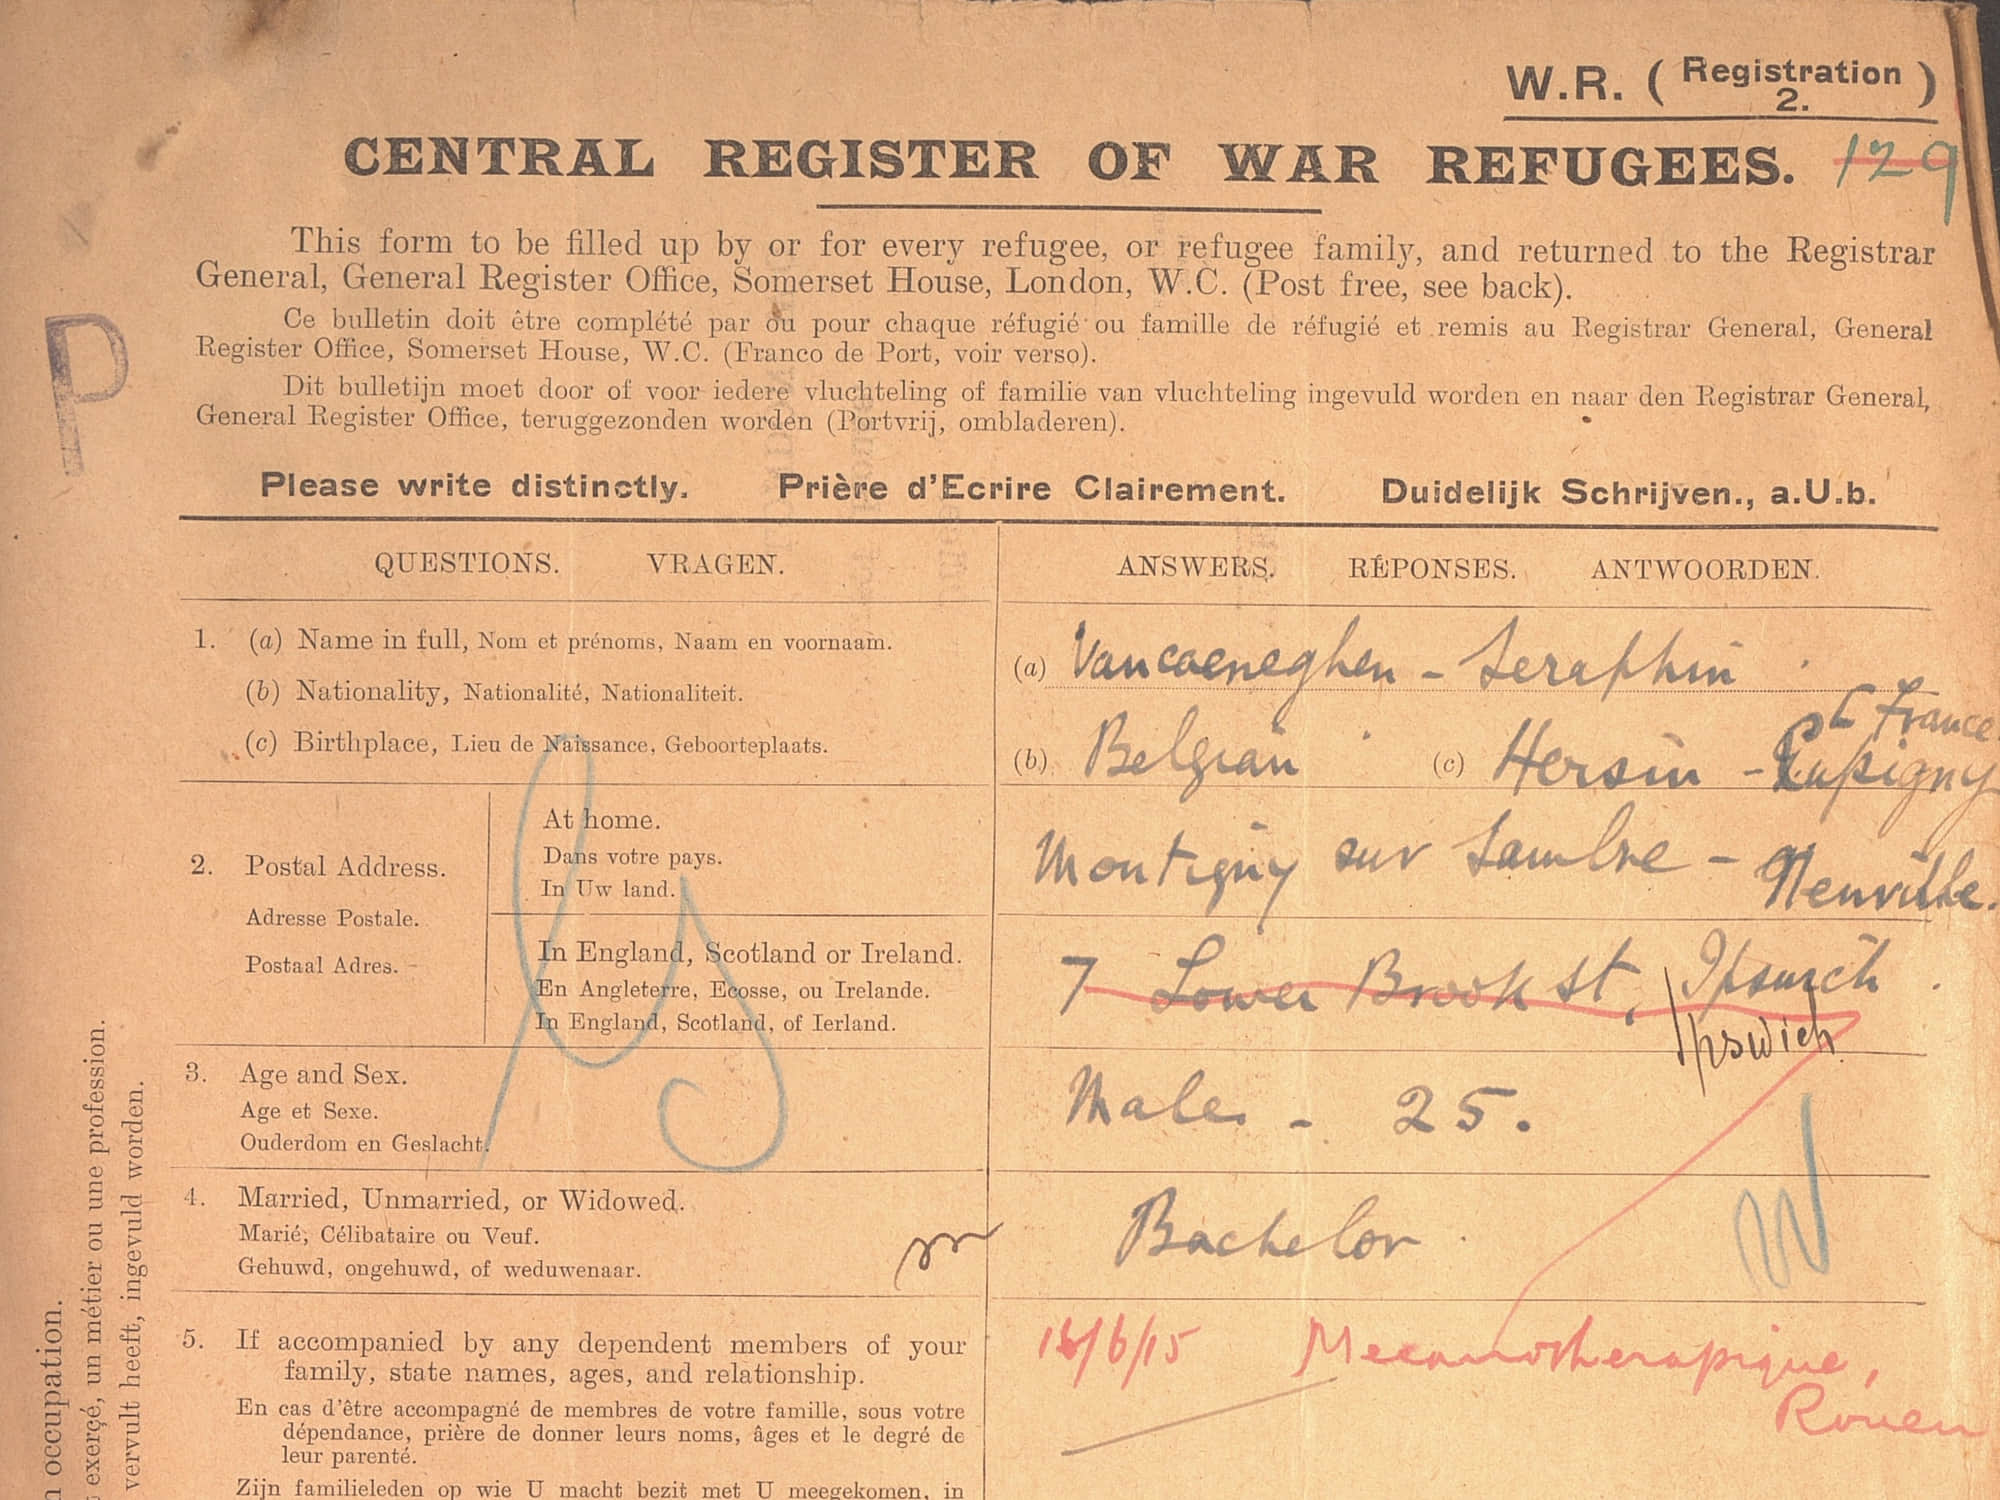 W.R. ( Registration 2. )
CENTRAL REGISTER OF WAR REFUGEES. 129
This form to be filled up by or for every refugee, or refugee family, and returned to the Registrar
General, General Register Office, Somerset House, London, W.C. (Post free, see back).
Ce bulletin doit être complété par ou pour chaque réfugié ou famille de réfugié et remis au Registrar General, General
Register Office, Somerset House, W.C. (Franco de Port, voir verso).
Dit bulletijn moet door of voor iedere vluchteling of familie van vluchteling ingevuld worden en naar den Registrar General,
General Register Office, teruggezonden worden (Portvrij, ombladeren).
P
Please write distinctly. Prière d'Ecrire Clairement. Duidelijk Schrijven., a.U.b.
QUESTIONS. VRAGEN. ANSWERS. RÉPONSES. ANTWOORDEN.
1. (a) Name in full, Nom et prénoms, Naam en voornaam.
(a) Vancaeneghen - Seraphin
(b) Nationality, Nationalité, Nationaliteit.
(c) Birthplace, Lieu de Naissance, Geboorteplaats.
(b) Belgian (c) Hersin - Coupigny
France.
2. Postal Address.
Adresse Postale.
Postaal Adres.
At home.
Dans votre pays.
In Uw land.
Montigny sur Sambre - Neuville.
In England, Scotland or Ireland.
En Angleterre, Ecosse, ou Irelande.
In England, Scotland, of Ierland.
7 Lower Brook St, Ipswich.
Ipswich
3. Age and Sex.
Age et Sexe.
Ouderdom en Geslacht.
Male - 25.
4. Married, Unmarried, or Widowed.
Marié, Célibataire ou Veuf.
Gehuwd, ongehuwd, of weduwenaar.
Bachelor
5. If accompanied by any dependent members of your
family, state names, ages, and relationship.
En cas d'être accompagné de membres de votre famille, sous votre
dépendance, prière de donner leurs noms, âges et le degré de
leur parenté.
Zijn familieleden op wie U macht bezit met U meegekomen, in
/6/15 Mecanotherapique,
Rouen
occupation.
exercé, un métier ou une profession.
vervult heeft, ingevuld worden.